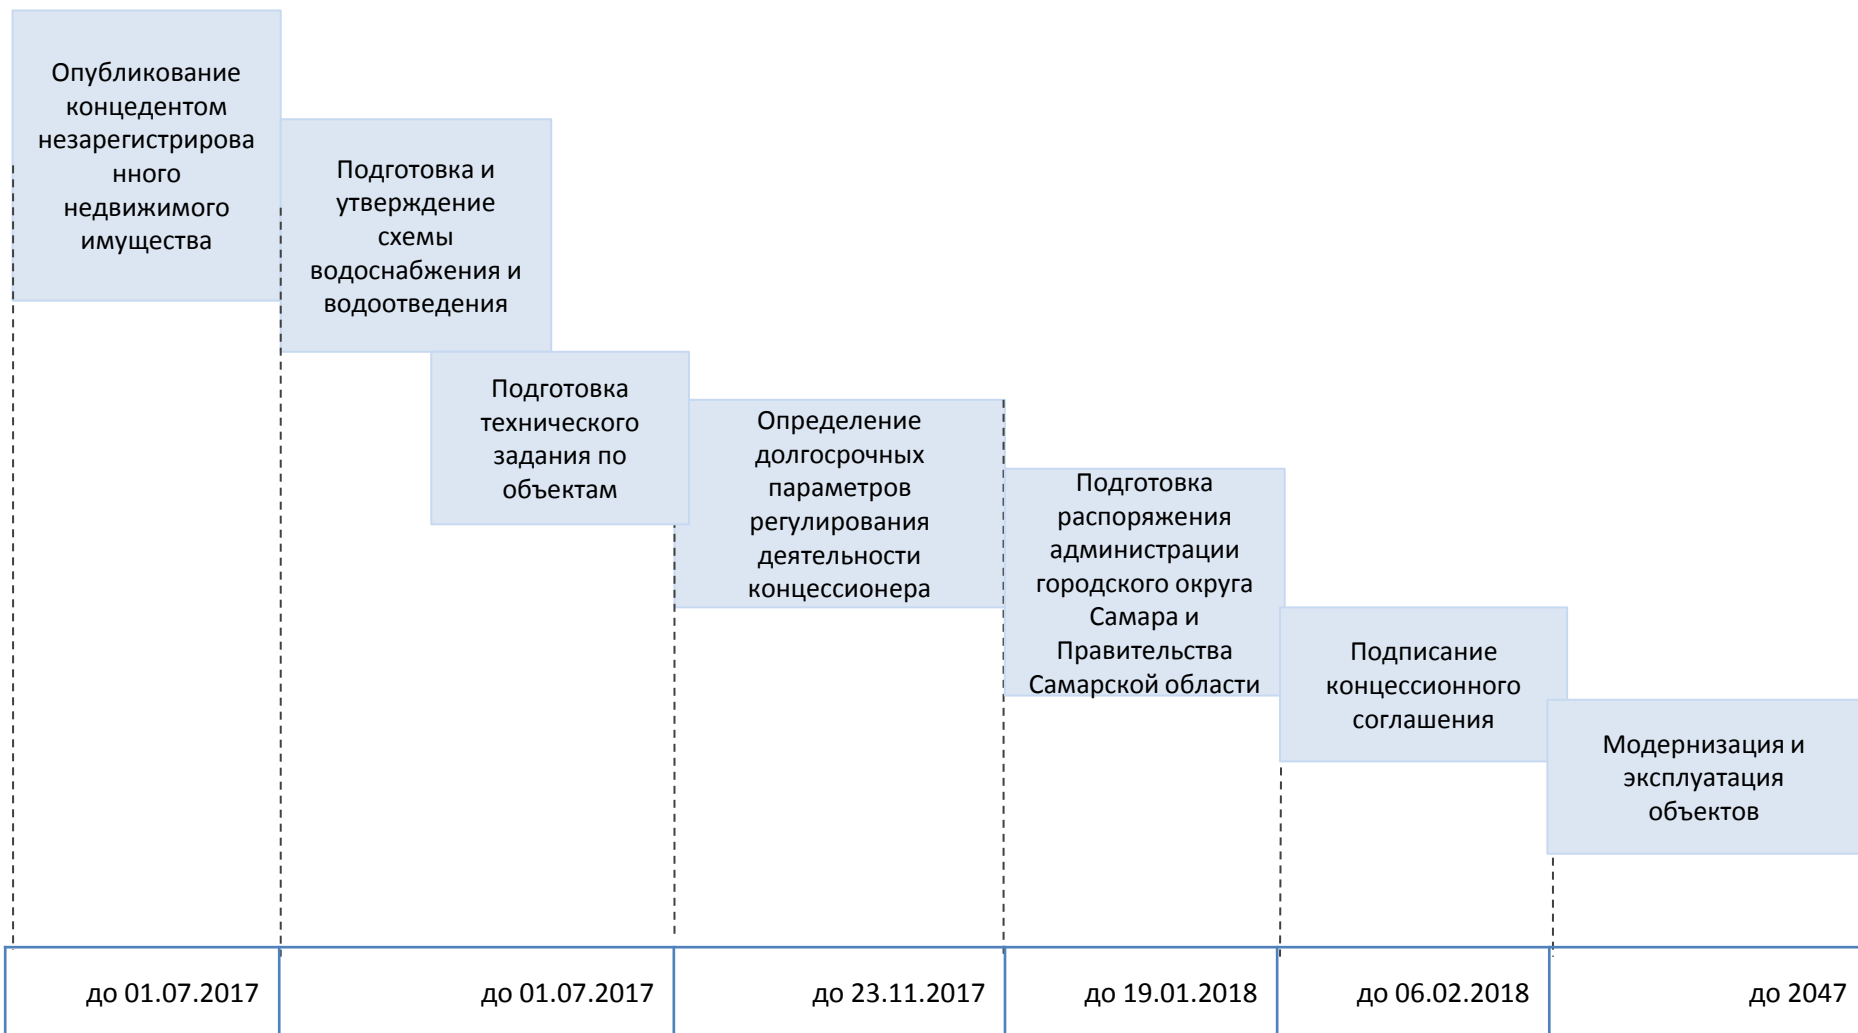 Опубликование
концедентом
незарегистрирова
нного
недвижимого
имущества
Подготовка и
утверждение
схемы
водоснабжения и
водоотведения
Подготовка
технического
задания по
объектам
Определение
долгосрочных
параметров
регулирования
деятельности
концессионера
Подготовка
распоряжения
администрации
городского округа
Самара и
Правительства
Самарской области
Подписание
концессионного
соглашения
Модернизация и
эксплуатация
объектов
до 01.07.2017
до 01.07.2017
до 23.11.2017
до 19.01.2018
до 06.02.2018
до 2047